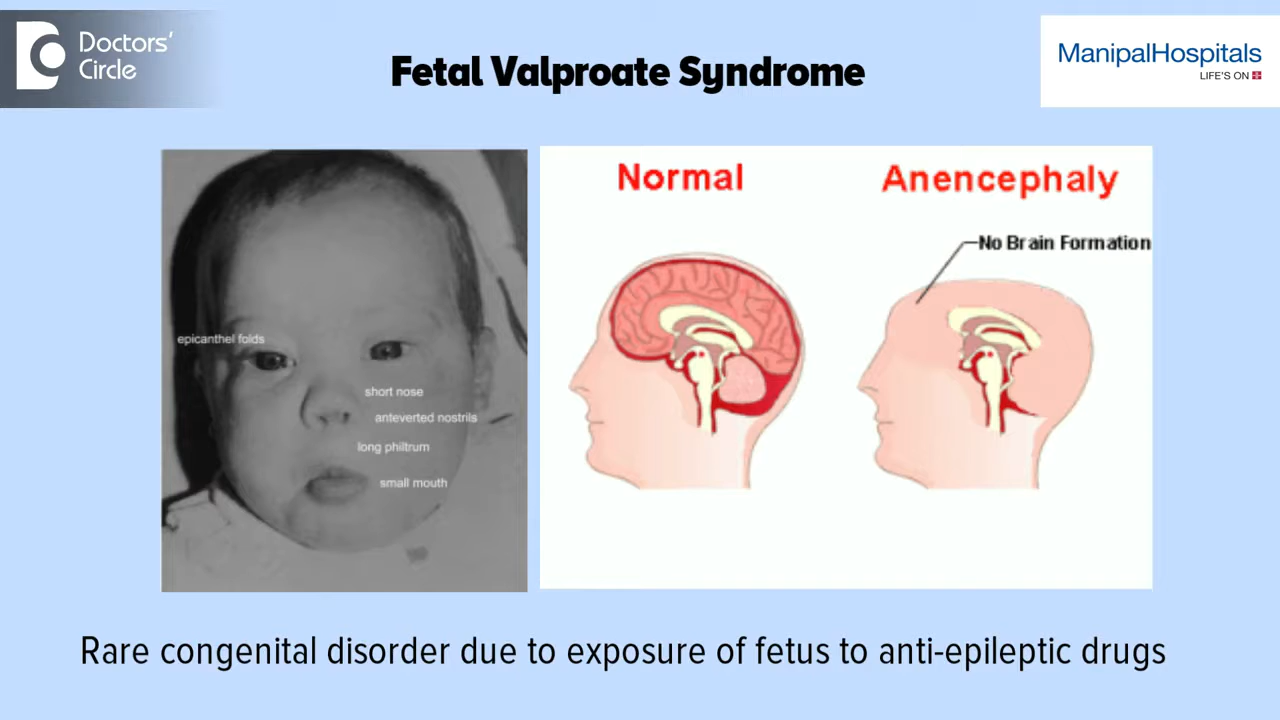 Doctors'
Circle
Fetal Valproate Syndrome
ManipalHospitals
LIFE'S ON
epicanthel folds
short nose
anteverted nostrils
long philtrum
small mouth
Normal
Anencephaly
No Brain Formation
Rare congenital disorder due to exposure of fetus to anti-epileptic drugs